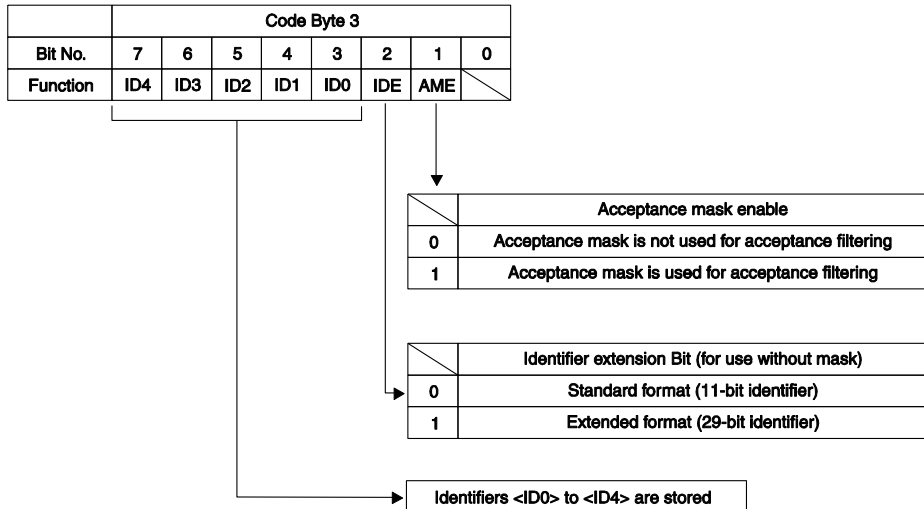 Code Byte 3
Bit No. 7 6 5 4 3 2 1 0
Function ID4 ID3 ID2 ID1 ID0 IDE AME
Acceptance mask enable
0 Acceptance mask is not used for acceptance filtering
1 Acceptance mask is used for acceptance filtering
Identifier extension Bit (for use without mask)
0 Standard format (11-bit identifier)
1 Extended format (29-bit identifier)
Identifiers <ID0> to <ID4> are stored